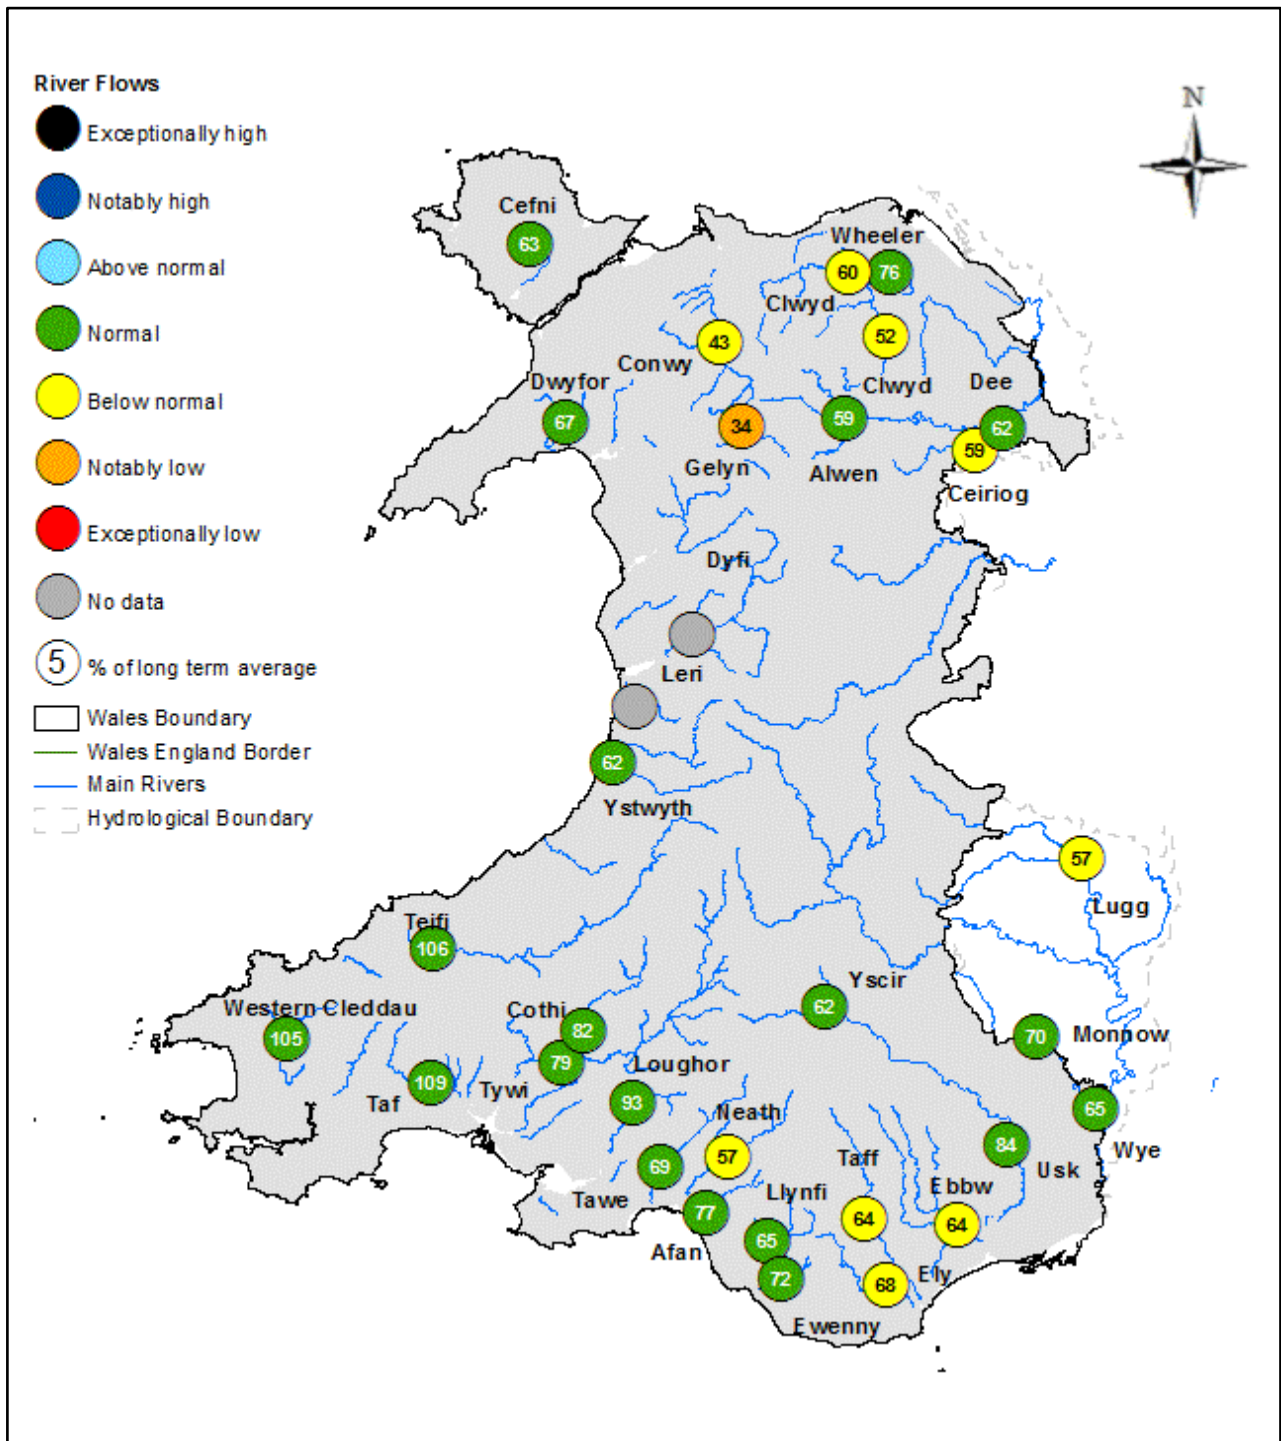 River Flows
Exceptionally high
Notably high
Above normal
Normal
Below normal
Notably low
Exceptionally low
No data
5 % of long term average
Wales Boundary
Wales England Border
Main Rivers
Hydrological Boundary
N
Cefni
63
Wheeler
60 76
Clwyd
52
43
Conwy
Clwyd
Dee
Dwyfor
67
34
59
62
59
Gelyn
Alwen
Ceiriog
Dyfi
Leri
62
Ystwyth
57
Lugg
Teifi
106
Yscir
62
Western Cleddau
105
Cothi
82
79
70
Monnow
109
Taf
Tywi
Loughor
93
Neath
65
Wye
84
Usk
69
57
Taff
Ebbw
Tawe
Llynfi
77
64
64
Afan
65
72
68
Ely
Ewenny